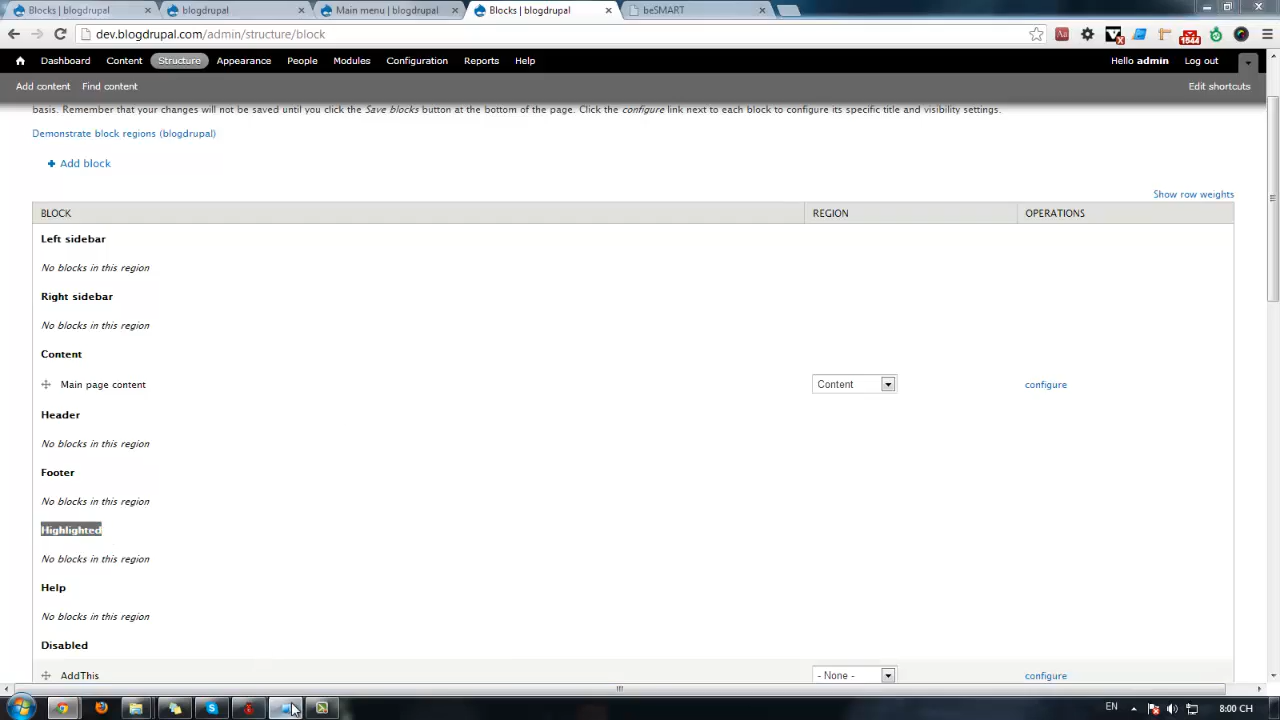 Blocks | blogdrupal
blogdrupal
Main menu | blogdrupal
Blocks | blogdrupal
beSMART
dev.blogdrupal.com/admin/structure/block
1544
Dashboard Content Structure Appearance People Modules Configuration Reports Help Hello admin Log out
Add content Find content Edit shortcuts
basis. Remember that your changes will not be saved until you click the Save blocks button at the bottom of the page. Click the configure link next to each block to configure its specific title and visibility settings.
Demonstrate block regions (blogdrupal)
Add block
Show row weights
BLOCK REGION OPERATIONS
Left sidebar
No blocks in this region
Right sidebar
No blocks in this region
Content
Main page content Content configure
Header
No blocks in this region
Footer
No blocks in this region
Highlighted
No blocks in this region
Help
No blocks in this region
Disabled
AddThis - None - configure
EN 8:00 CH